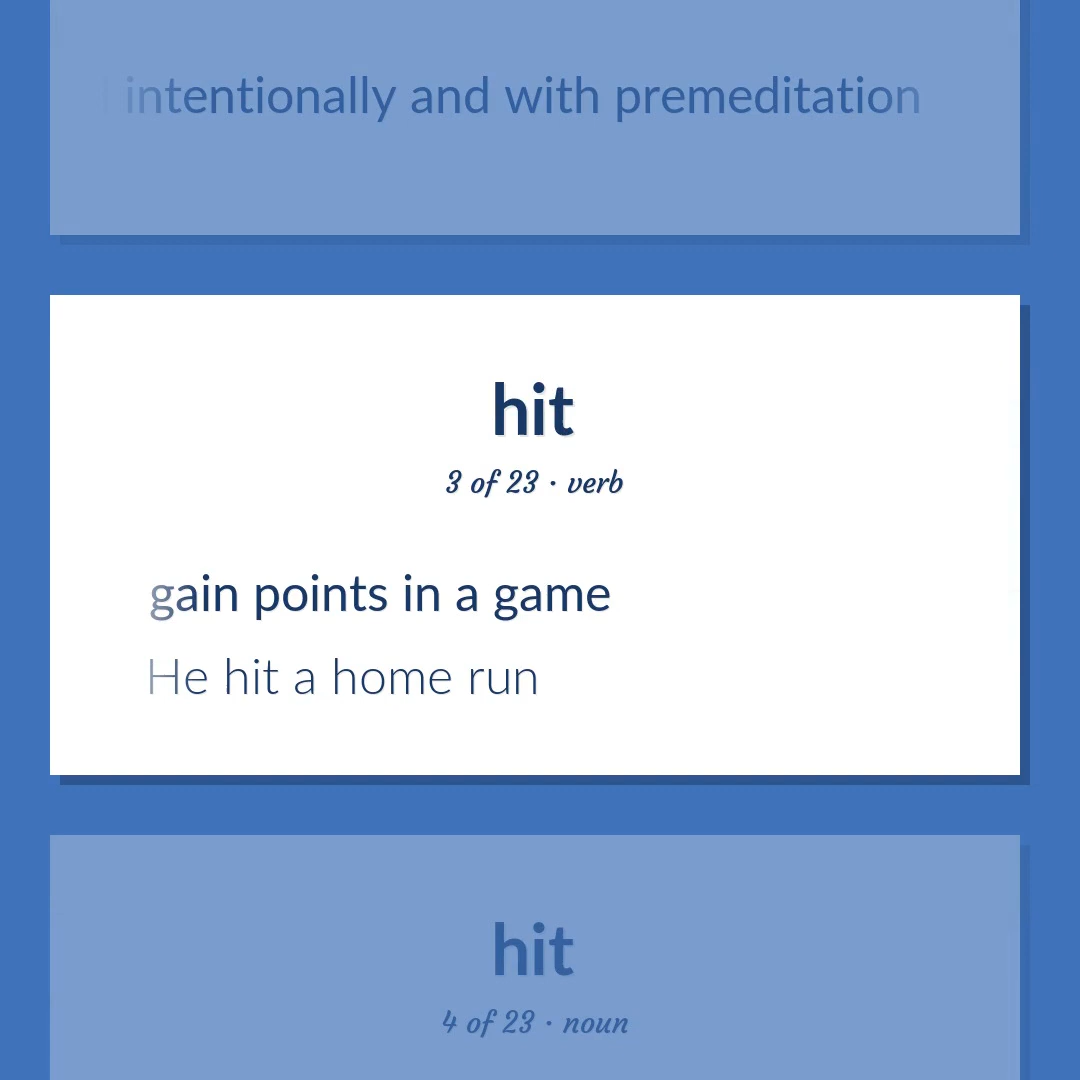 intentionally and with premeditation
hit
3 of 23 · verb
gain points in a game
He hit a home run
hit
4 of 23 · noun